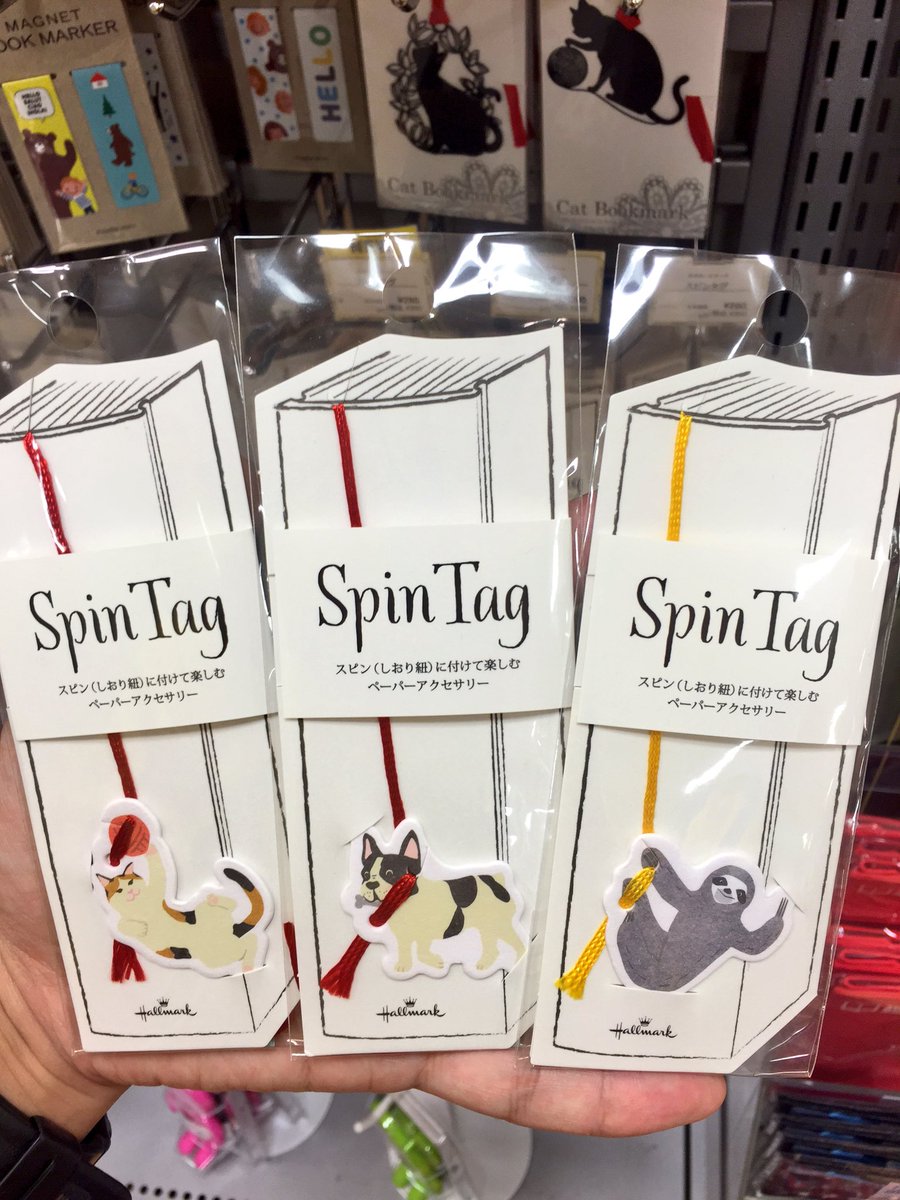 MAGNET
OOK MARKER
HELLO
Cat Bookmark
Cat Bookmark
Spin Tag
スピン(しおり紐)に付けて楽しむ
ペーパーアクセサリー
Hallmark
Spin Tag
スピン(しおり紐)に付けて楽しむ
ペーパーアクセサリー
Hallmark
Spin Tag
スピン(しおり紐)に付けて楽しむ
ペーパーアクセサリー
Hallmark